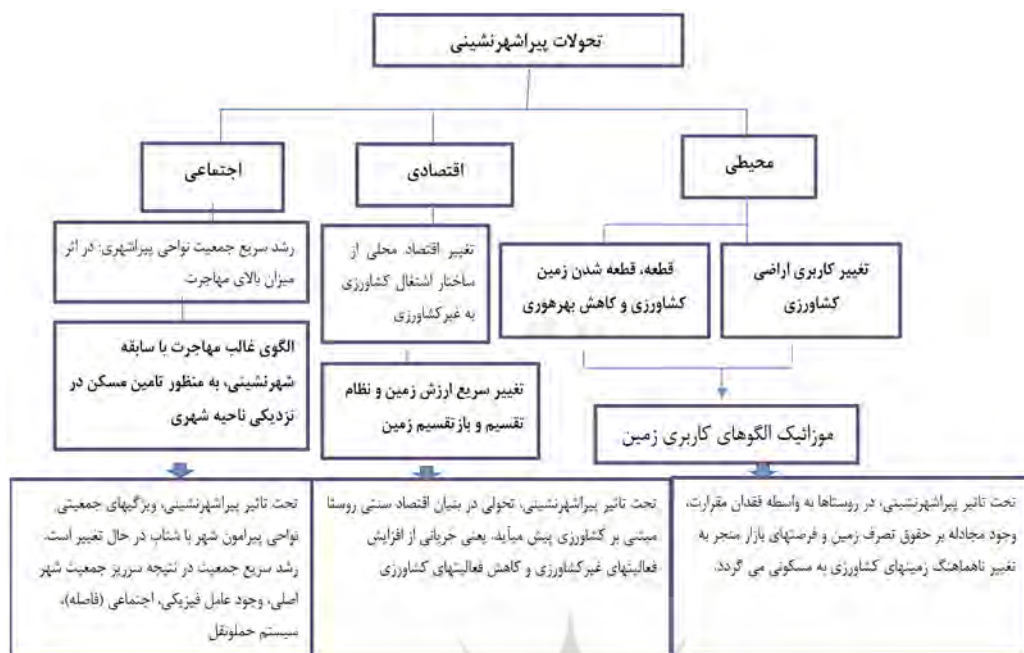 تحولات پیراشهرنشینی
محیطی
اقتصادی
اجتماعی
تغییر کاربری اراضی
کشاورزی
قطعه، قطعه شدن زمین
کشاورزی و کاهش بهرهوری
تغییر اقتصاد محلی از
ساختار اشتغال کشاورزی
به غیرکشاورزی
رشد سریع جمعیت نواحی پیراشهری: در اثر
میزان بالای مهاجرت
موزائیک الگوهای کاربری زمین
تغییر سریع ارزش زمین و نظام
تقسیم و باز تقسیم زمین
الگوی غالب مهاجرت با سابقه
شهرنشینی، به منظور تامین مسکن در
نزدیکی ناحیه شهری
تحت تاثیر پیراشهرنشینی، در روستاها به واسطه فقدان مقرارت،
وجود مجادله بر حقوق تصرف زمین و فرصتهای بازار منجر به
تغییر ناهماهنگ زمینهای کشاورزی به مسکونی می گردد.
تحت تاثیر پیراشهرنشینی، تحولی در بنیان اقتصاد سنتی روستا
مبتنی بر کشاورزی پیش میآید. یعنی جریانی از افزایش
فعالیتهای غیرکشاورزی و کاهش فعالیتهای کشاورزی
تحت تاثیر پیراشهرنشینی، ویژگیهای جمعیتی
نواحی پیرامون شهر با شتاب در حال تغییر است.
رشد سریع جمعیت در نتیجه سرریز جمعیت شهر
اصلی، وجود عامل فیزیکی، اجتماعی (فاصله)،
سیستم حملونقل